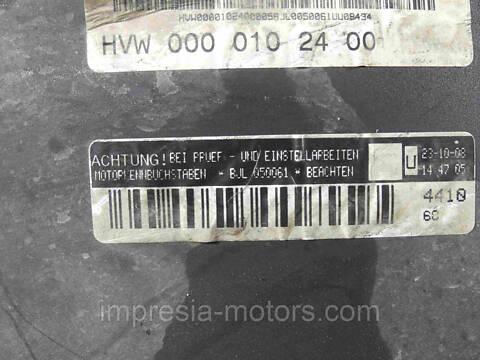 HVW 000 010 24 00
ACHTUNG! BEI PRUEF - UND EINSTELLARBEITEN
MOTORKENNBUCHSTABEN * BJL 050061 * BEACHTEN
U
23-10-08
14 47 05
4410
60
impresia-motors.com